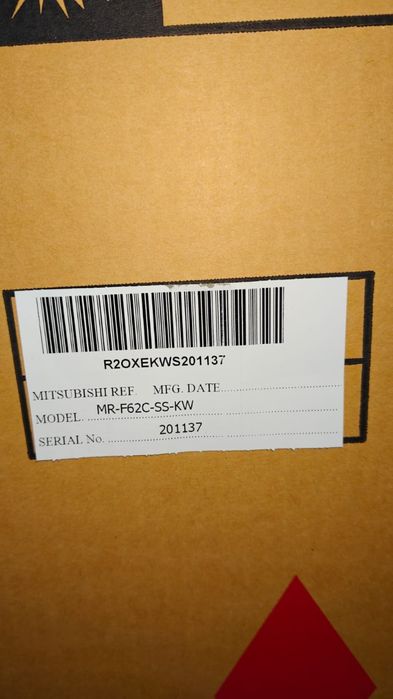 R2OXEKWS201137
MITSUBISHI REF. MFG. DATE
MODEL. MR-F62C-SS-KW
SERIAL No. 201137